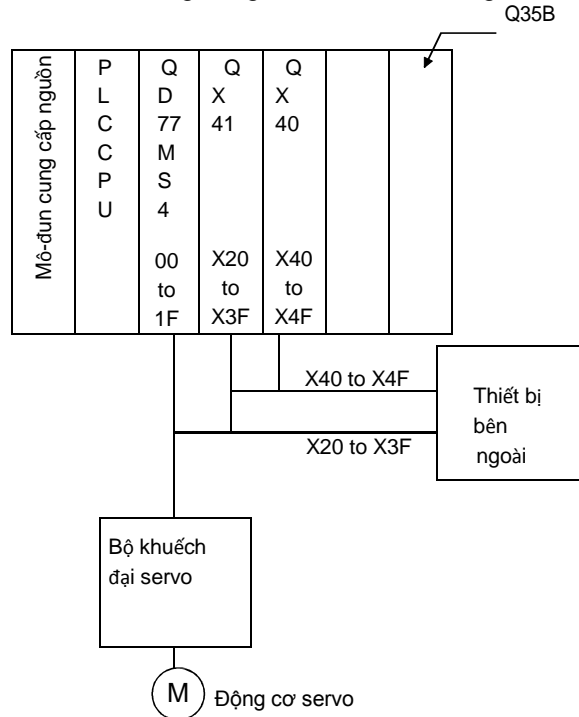 Q35B
Mô-đun cung cấp nguồn
P
L
C
C
P
U
Q
D
77
M
S
4
00
to
1F
Q
X
41
X20
to
X3F
Q
X
40
X40
to
X4F
X40 to X4F
X20 to X3F
Thiết bị
bên
ngoài
Bộ khuếch
đại servo
M
Động cơ servo